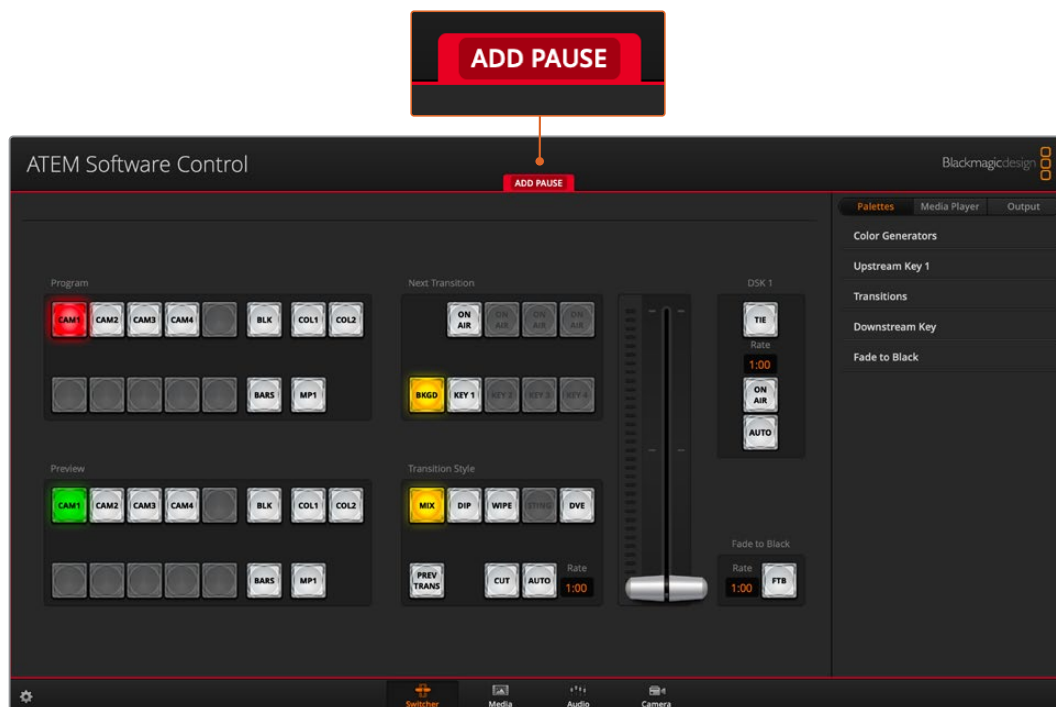 ADD PAUSE
ATEM Software Control
Blackmagicdesign
ADD PAUSE
Palettes Media Player Output
Color Generators
Upstream Key 1
Transitions
Downstream Key
Fade to Black
Program
CAM1 CAM2 CAM3 CAM4 BLK COL1 COL2
BARS MP1
Next Transition
ON AIR ON AIR ON AIR ON AIR
BKGD KEY 1 KEY 2 KEY 3 KEY 4
DSK 1
TIE
Rate
1:00
ON
AIR
AUTO
Preview
CAM1 CAM2 CAM3 CAM4 BLK COL1 COL2
BARS MP1
Transition Style
MIX DIP WIPE STING DVE
PREV
TRANS
CUT AUTO
Rate
1:00
Fade to Black
Rate
1:00
FTB
Switcher Media Audio Camera